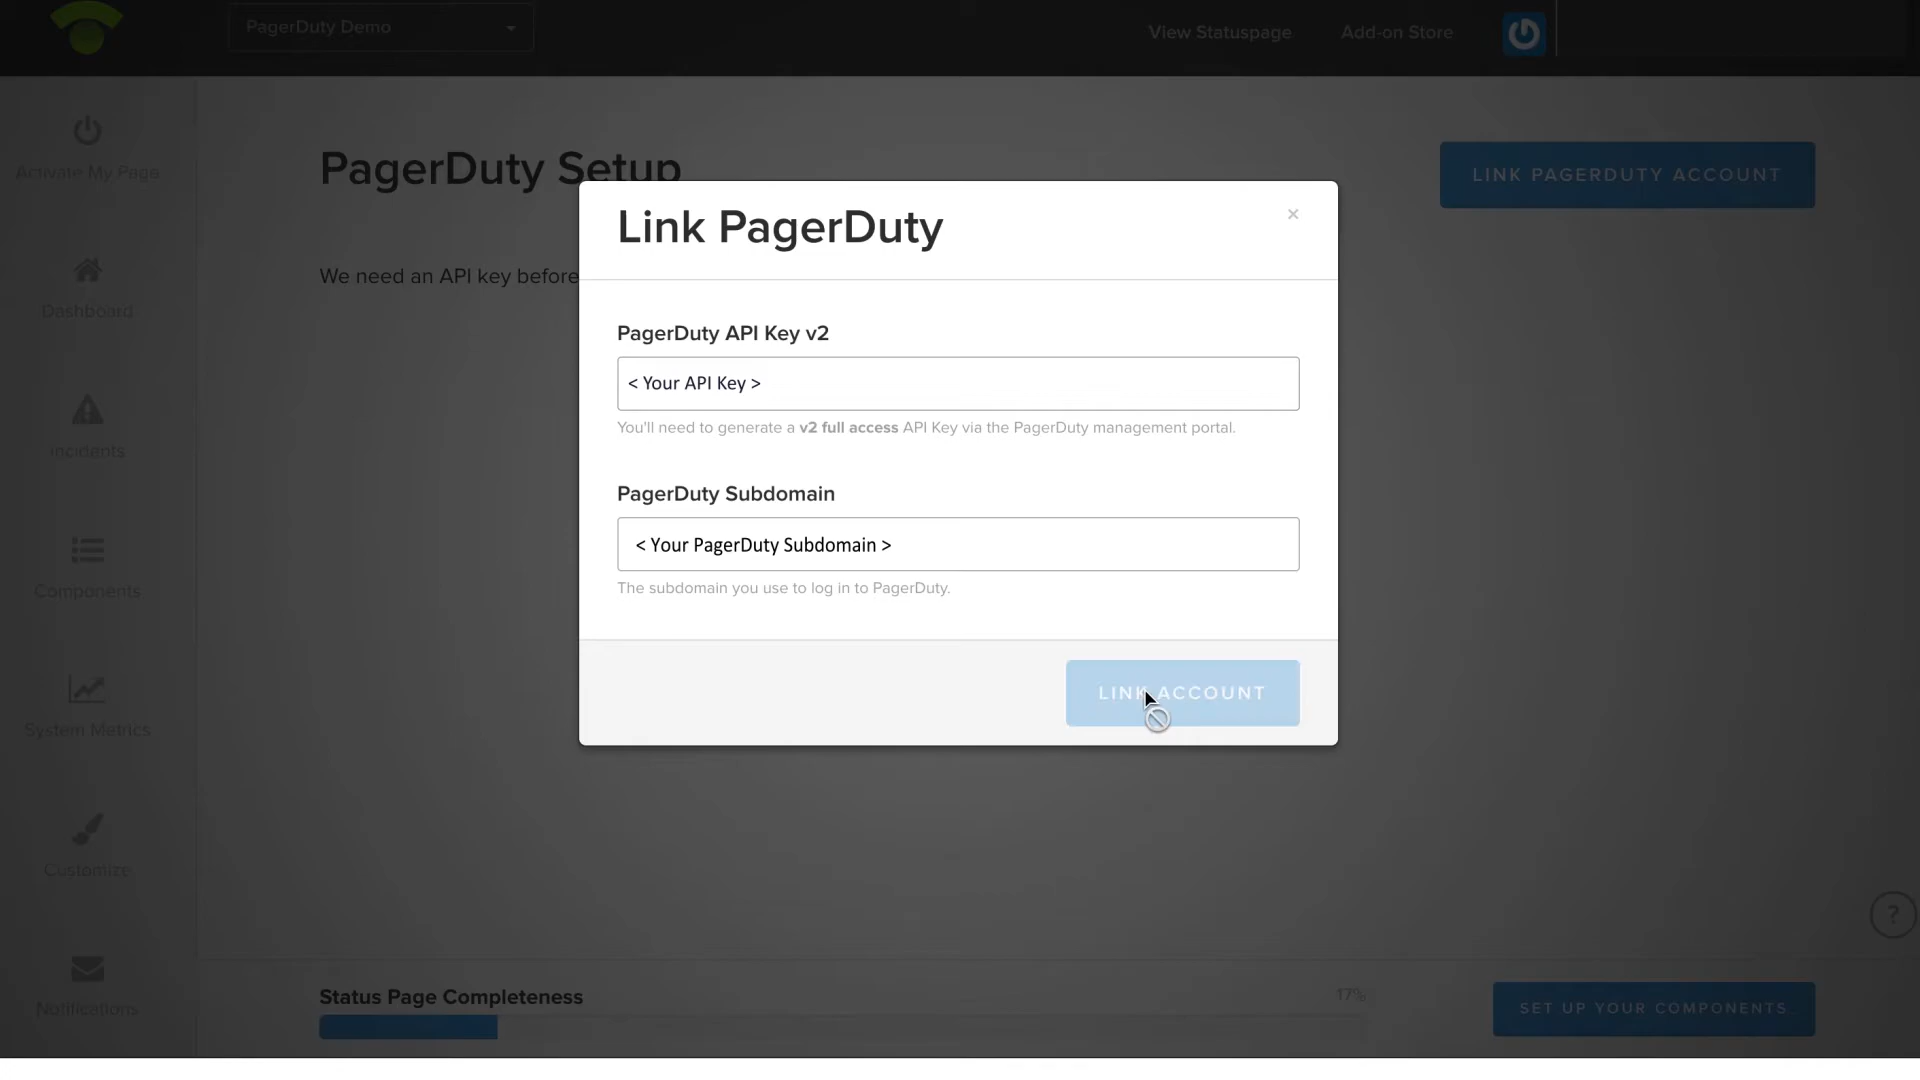 PagerDuty Demo
View Statuspage
Add-on Store
Activate My Page
Dashboard
Incidents
Components
System Metrics
Customize
Notifications
PagerDuty Setup
LINK PAGERDUTY ACCOUNT
We need an API key before
Link PagerDuty
×
PagerDuty API Key v2
< Your API Key >
You'll need to generate a v2 full access API Key via the PagerDuty management portal.
PagerDuty Subdomain
< Your PagerDuty Subdomain >
The subdomain you use to log in to PagerDuty.
LINK ACCOUNT
?
Status Page Completeness
17%
SET UP YOUR COMPONENTS